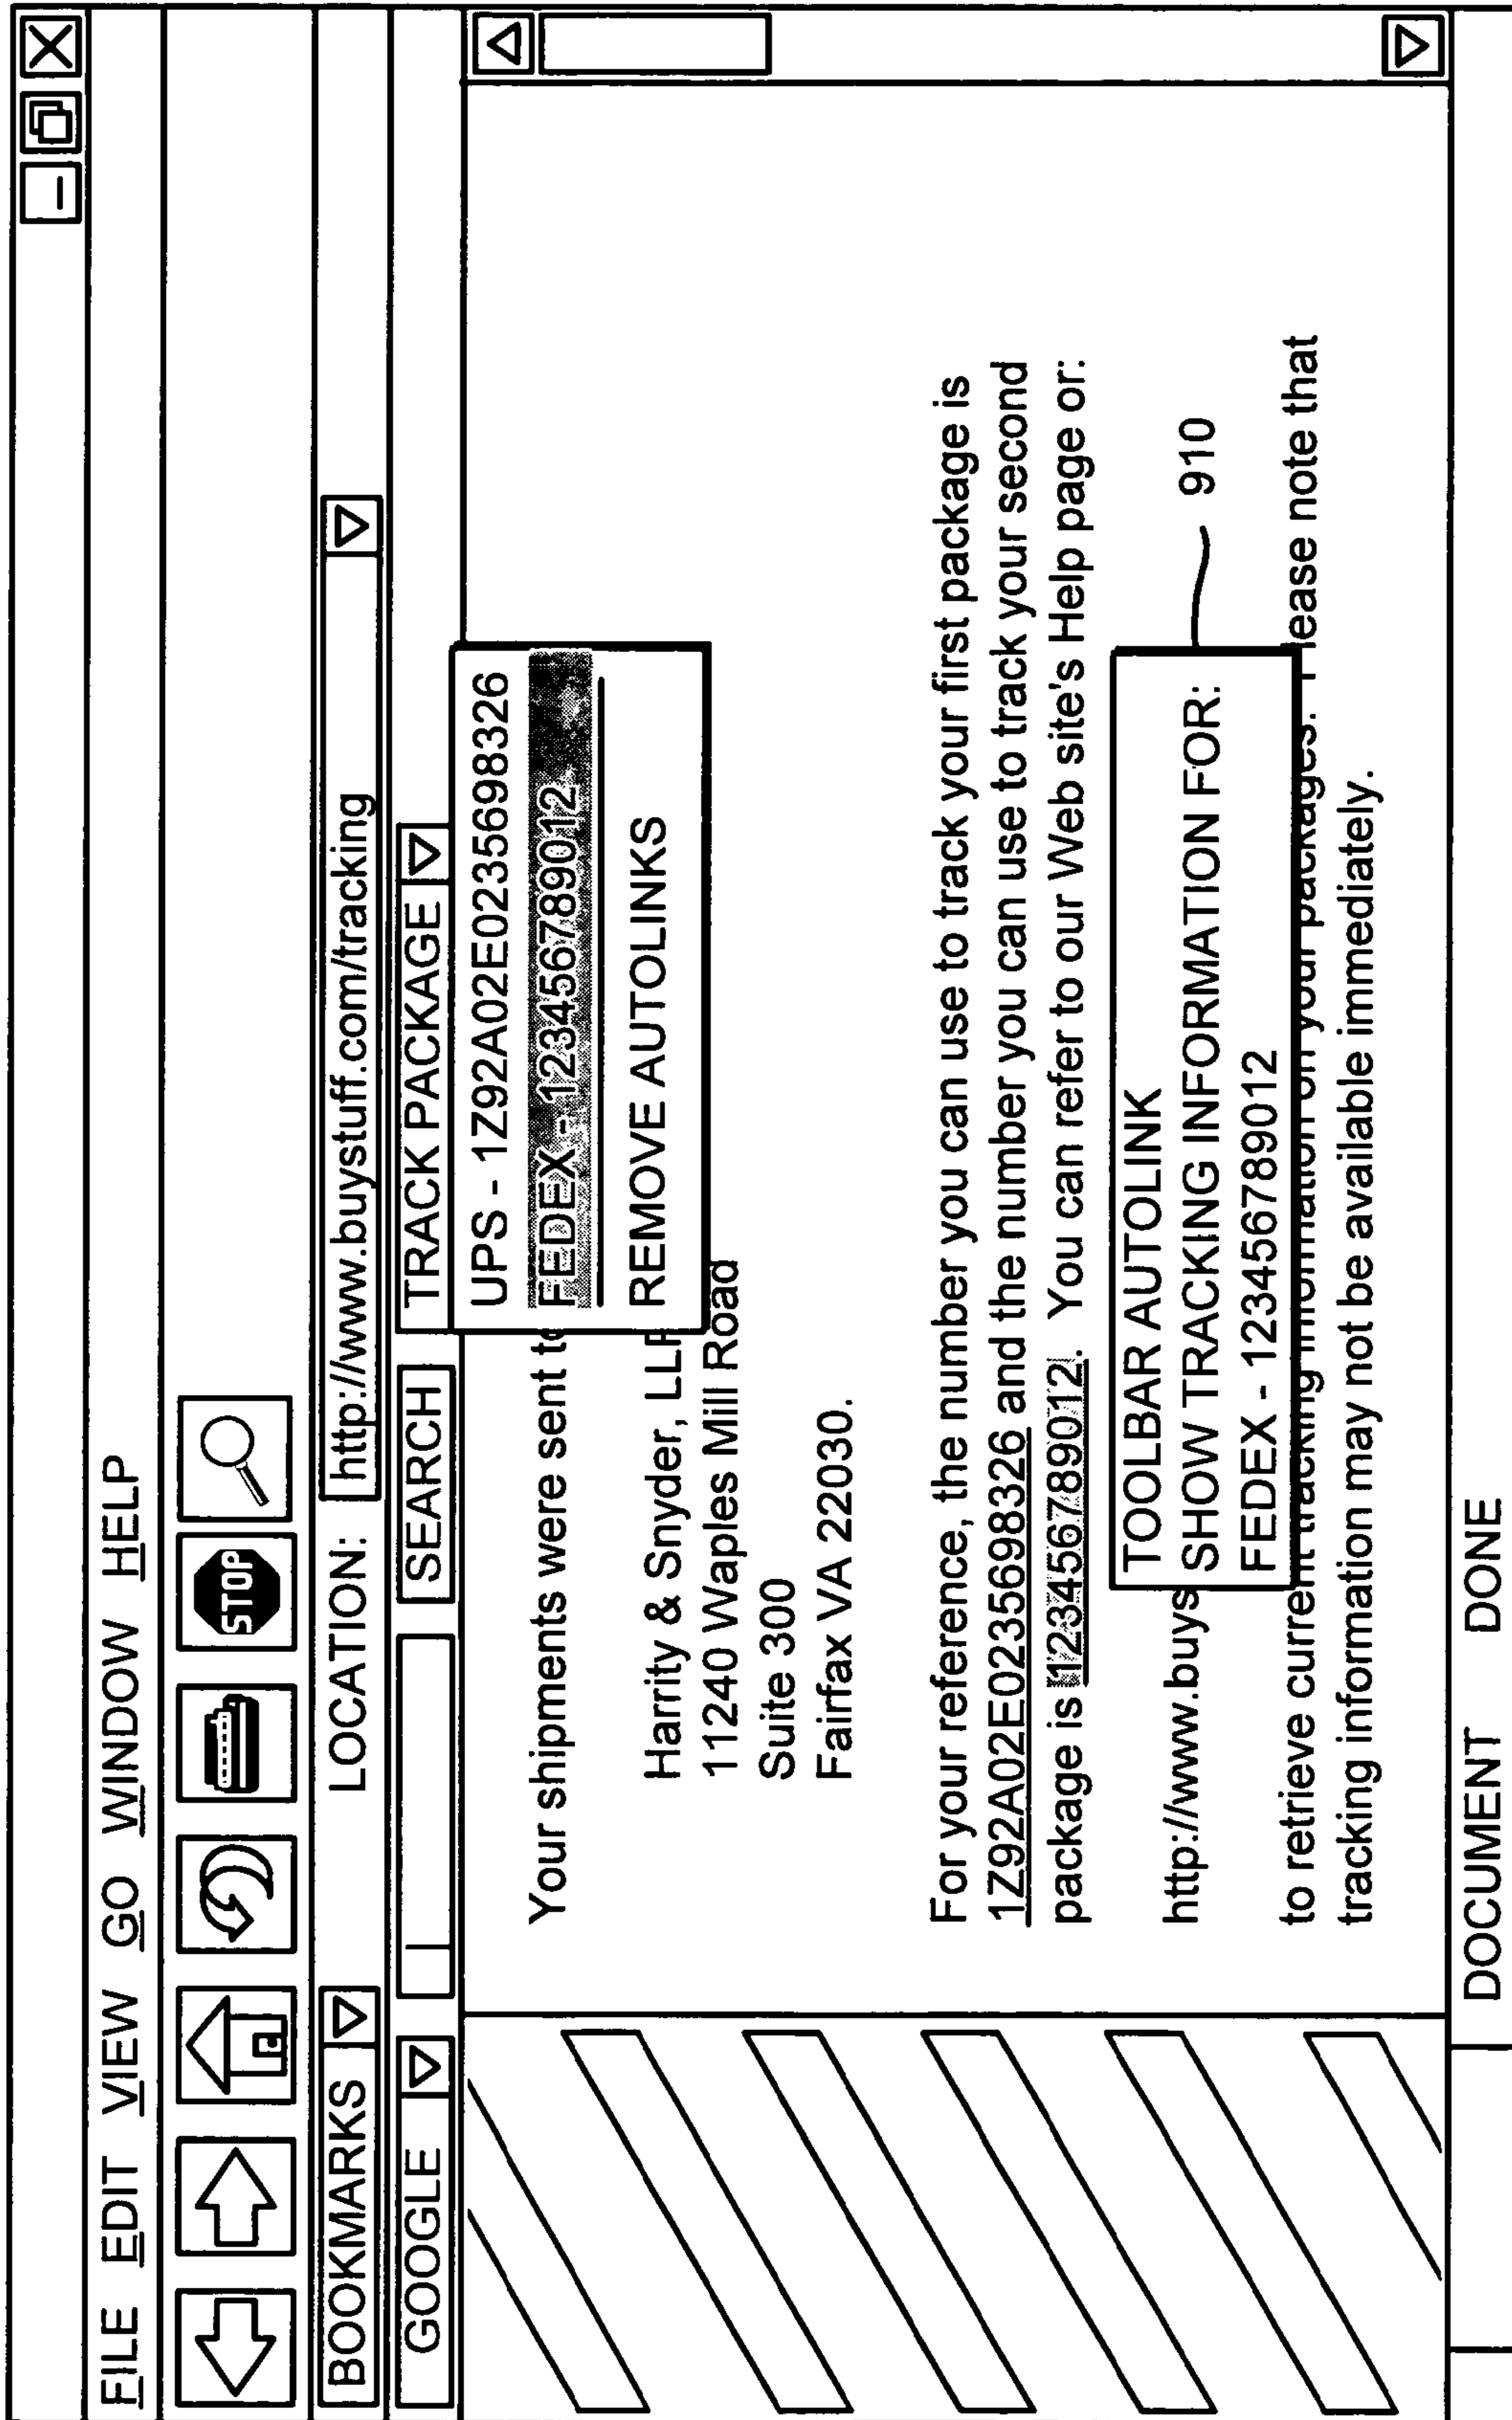 FILE EDIT VIEW GO WINDOW HELP
STOP
BOOKMARKS LOCATION: http://www.buystuff.com/tracking
GOOGLE SEARCH TRACK PACKAGE
UPS - 1Z92A02E0235698326
FEDEX - 123456789012
REMOVE AUTOLINKS
Your shipments were sent to
Harrity & Snyder, LLP
11240 Waples Mill Road
Suite 300
Fairfax VA 22030.
For your reference, the number you can use to track your first package is
1Z92A02E0235698326 and the number you can use to track your second
package is 123456789012. You can refer to our Web site's Help page or:
http://www.buys
TOOLBAR AUTOLINK
SHOW TRACKING INFORMATION FOR:
FEDEX - 123456789012
910
to retrieve current tracking information on your packages. lease note that
tracking information may not be available immediately.
DOCUMENT DONE